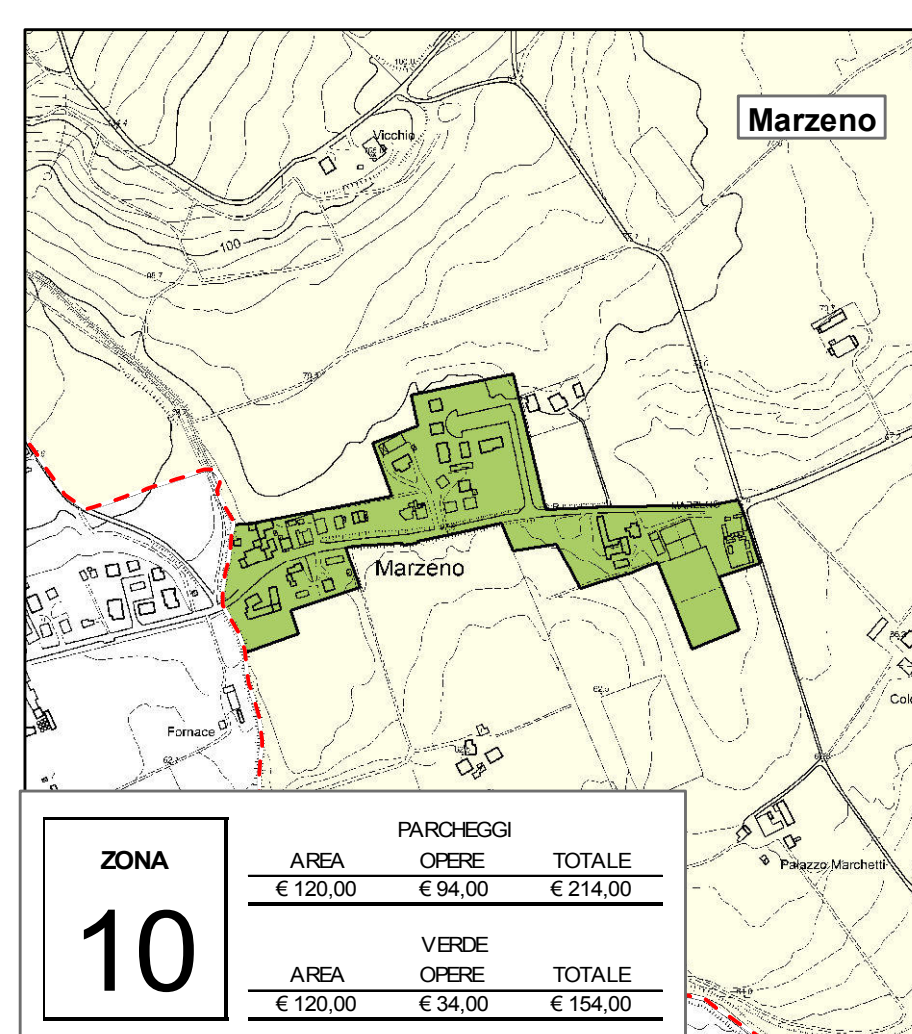 Marzeno
Vicchio
100
Marzeno
Fornace
Palazzo Marchetti
ZONA
10
PARCHEGGI
AREA OPERE TOTALE
€ 120,00 € 94,00 € 214,00
VERDE
AREA OPERE TOTALE
€ 120,00 € 34,00 € 154,00